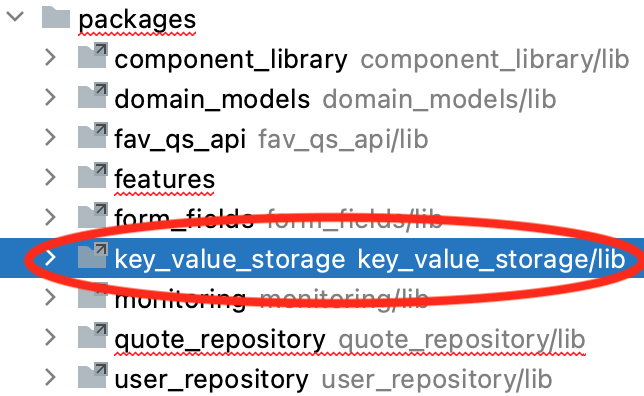 packages
component_library component_library/lib
domain_models domain_models/lib
fav_qs_api fav_qs_api/lib
features
form_fields form_fields/lib
key_value_storage key_value_storage/lib
monitoring monitoring/lib
quote_repository quote_repository/lib
user_repository user_repository/lib